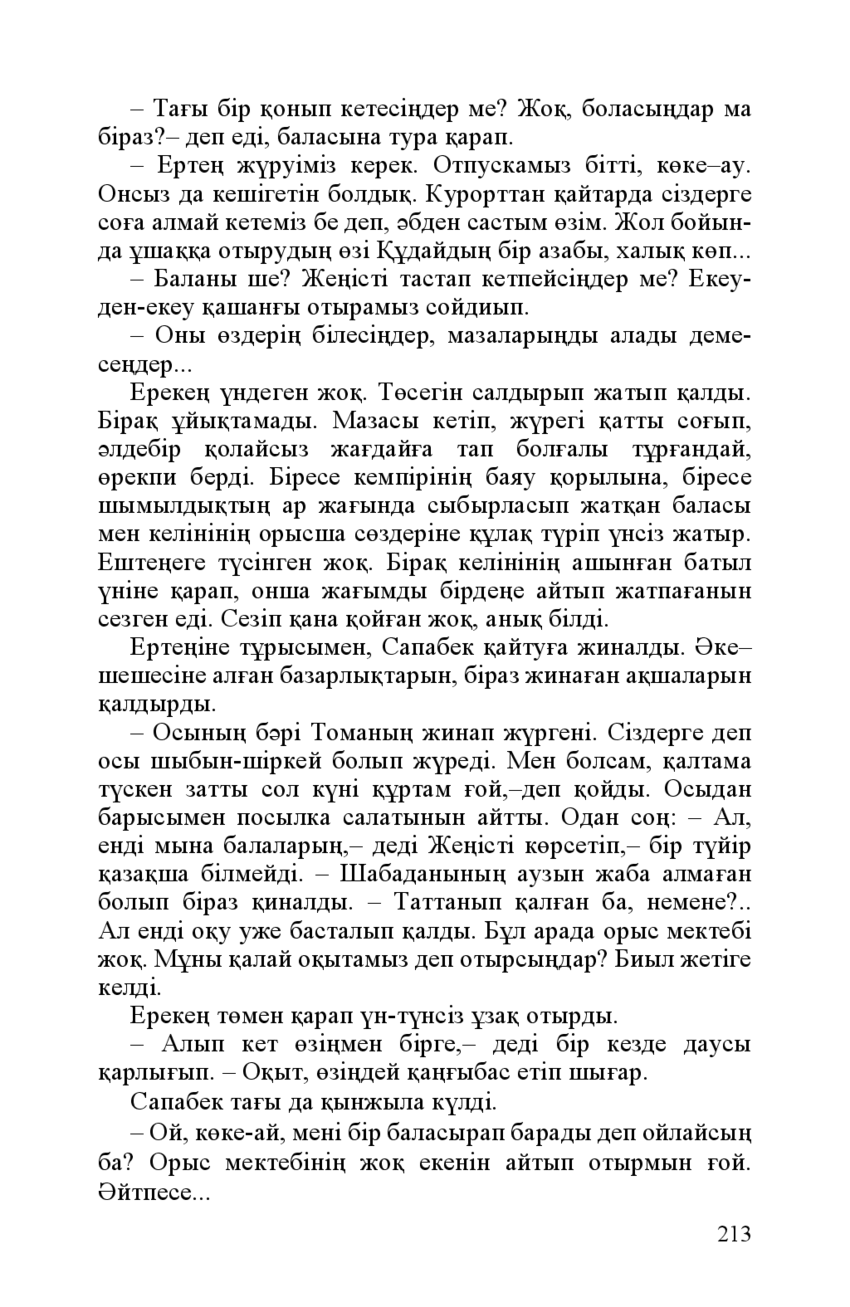 – Тағы бір қонып кетесіңдер ме? Жоқ, боласыңдар ма
біраз?– деп еді, баласына тура қарап.
– Ертең жүруіміз керек. Отпускамыз бітті, көке–ау.
Онсыз да кешігетін болдық. Курорттан қайтарда сіздерге
соға алмай кетеміз бе деп, әбден састым өзім. Жол бойын-
да ұшаққа отырудың өзі Құдайдың бір азабы, халық көп...
– Баланы ше? Жеңісті тастап кетпейсіңдер ме? Екеу-
ден-екеу қашанғы отырамыз сойдиып.
– Оны өздерің білесіңдер, мазаларыңды алады деме-
сеңдер...
Ерекең үндеген жоқ. Төсегін салдырып жатып қалды.
Бірақ ұйықтамады. Мазасы кетіп, жүрегі қатты соғып,
әлдебір қолайсыз жағдайға тап болғалы тұрғандай,
өрекпи берді. Біресе кемпірінің баяу қорылына, біресе
шымылдықтың ар жағында сыбырласып жатқан баласы
мен келінінің орысша сөздеріне құлақ түріп үнсіз жатыр.
Ештеңеге түсінген жоқ. Бірақ келінінің ашынған батыл
үніне қарап, онша жағымды бірдеңе айтып жатпағанын
сезген еді. Сезіп қана қойған жоқ, анық білді.
Ертеңіне тұрысымен, Сапабек қайтуға жиналды. Әке–
шешесіне алған базарлықтарын, біраз жинаған ақшаларын
қалдырды.
– Осының бәрі Томаның жинап жүргені. Сіздерге деп
осы шыбын-шіркей болып жүреді. Мен болсам, қалтама
түскен затты сол күні құртам ғой,–деп қойды. Осыдан
барысымен посылка салатынын айтты. Одан соң: – Ал,
енді мына балаларың,– деді Жеңісті көрсетіп,– бір түйір
қазақша білмейді. – Шабаданының аузын жаба алмаған
болып біраз қиналды. – Таттанып қалған ба, немене?..
Ал енді оқу уже басталып қалды. Бұл арада орыс мектебі
жоқ. Мұны қалай оқытамыз деп отырсыңдар? Биыл жетіге
келді.
Ерекең төмен қарап үн-түнсіз ұзақ отырды.
– Алып кет өзіңмен бірге,– деді бір кезде даусы
қарлығып. – Оқыт, өзіңдей қаңғыбас етіп шығар.
Сапабек тағы да қынжыла күлді.
– Ой, көке-ай, мені бір баласырап барады деп ойлайсың
ба? Орыс мектебінің жоқ екенін айтып отырмын ғой.
Әйтпесе...
213